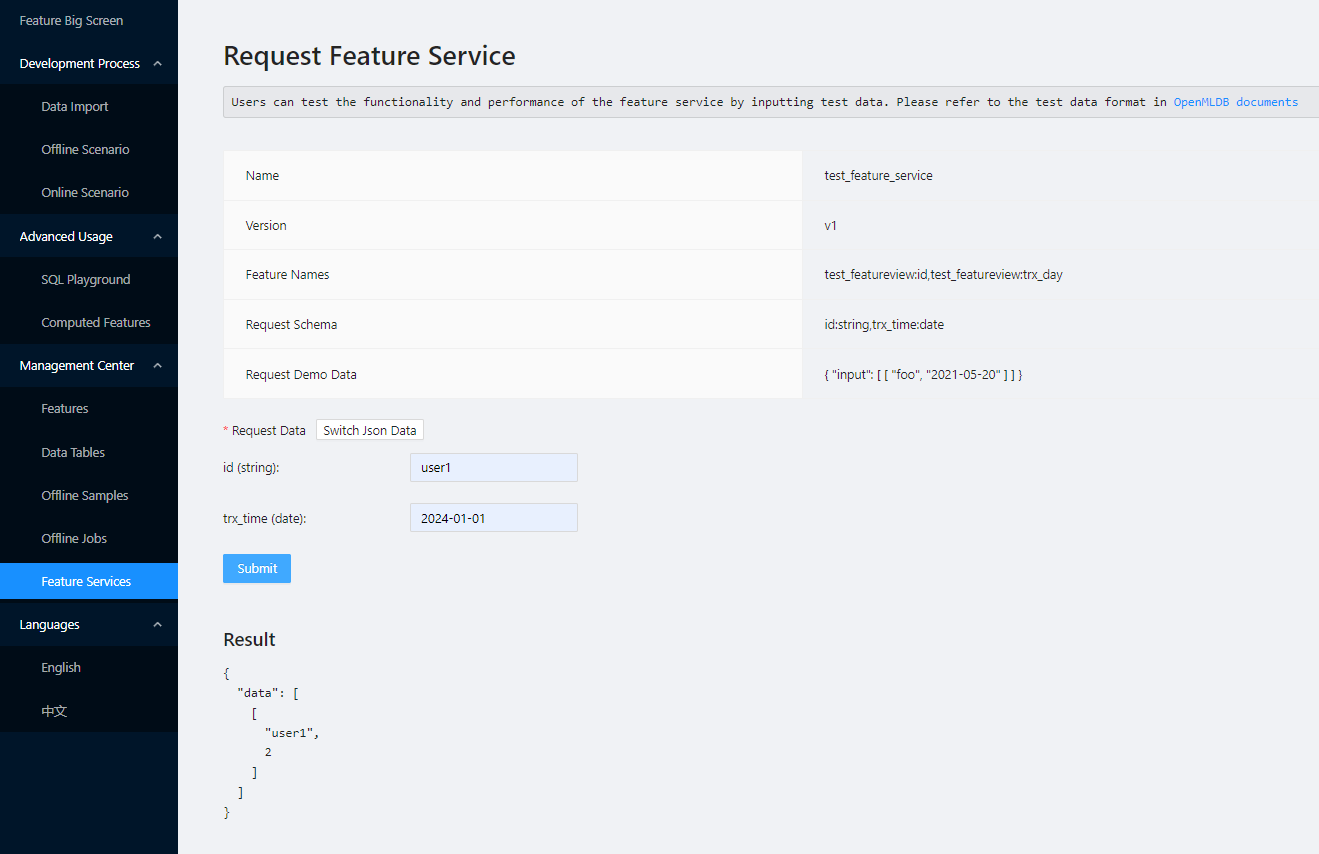 Feature Big Screen
Development Process
Data Import
Offline Scenario
Online Scenario
Advanced Usage
SQL Playground
Computed Features
Management Center
Features
Data Tables
Offline Samples
Offline Jobs
Feature Services
Languages
English
中文
Request Feature Service
Users can test the functionality and performance of the feature service by inputting test data. Please refer to the test data format in OpenMLDB documents
Name test_feature_service
Version v1
Feature Names test_featureview:id,test_featureview:trx_day
Request Schema id:string,trx_time:date
Request Demo Data { "input": [ [ "foo", "2021-05-20" ] ] }
* Request Data Switch Json Data
id (string): user1
trx_time (date): 2024-01-01
Submit
Result
{
"data": [
[
"user1",
2
]
]
}